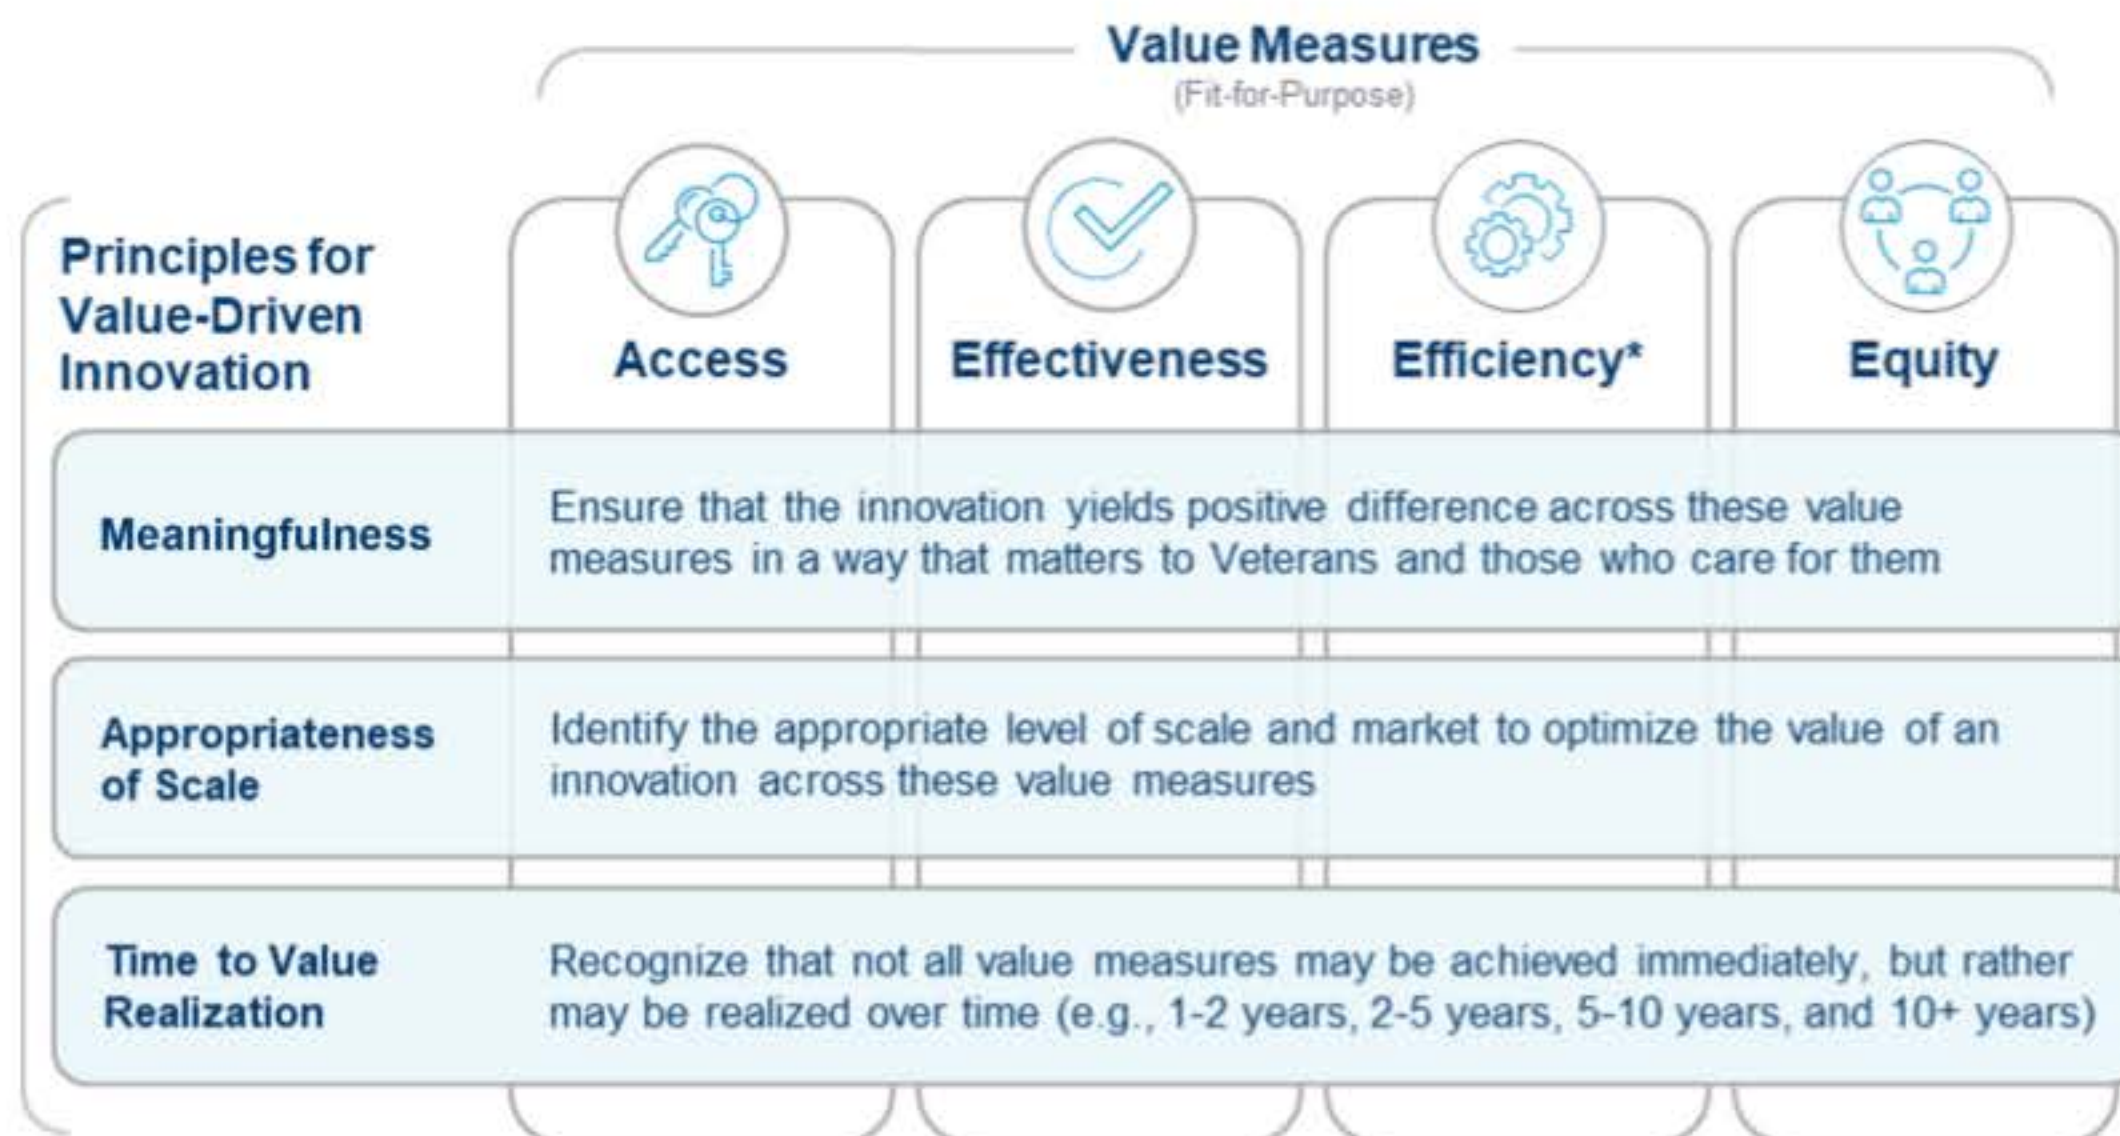 Value Measures
(Fit-for-Purpose)
Principles for
Value-Driven
Innovation
Access
Effectiveness
Efficiency*
Equity
Meaningfulness
Ensure that the innovation yields positive difference across these value
measures in a way that matters to Veterans and those who care for them
Appropriateness
of Scale
Identify the appropriate level of scale and market to optimize the value of an
innovation across these value measures
Time to Value
Realization
Recognize that not all value measures may be achieved immediately, but rather
may be realized over time (e.g., 1-2 years, 2-5 years, 5-10 years, and 10+ years)